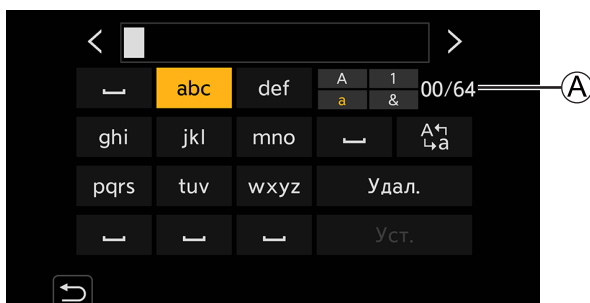 abc def A 1 a & 00/64 A
ghi jkl mno A a
pqrs tuv wxyz Удал.
Уст.